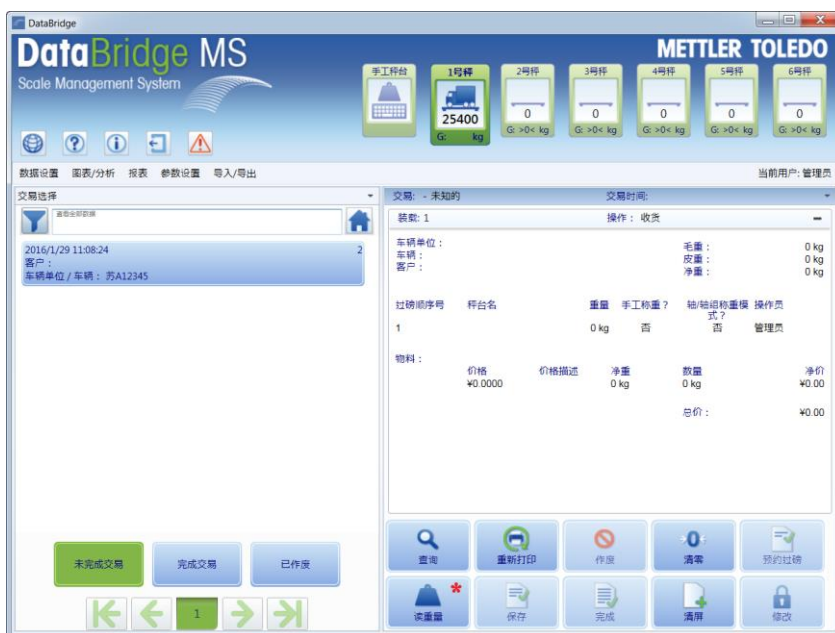 DataBridge
DataBridge MS
METTLER TOLEDO
Scale Management System
手工秤台
1号秤
2号秤
3号秤
4号秤
5号秤
6号秤
25400
0
0
0
0
0
G: kg
G: >0< kg
G: >0< kg
G: >0< kg
G: >0< kg
G: >0< kg
数据设置 图表/分析 报表 参数设置 导入/导出
当前用户: 管理员
交易选择
查看全部数据
2016/1/29 11:08:24 2
客户：
车辆单位 / 车辆： 苏A12345
未完成交易
完成交易
已作废
1
交易: - 未知的 交易时间:
装载: 1 操作： 收货
车辆单位：
车辆：
客户：
毛重： 0 kg
皮重： 0 kg
净重： 0 kg
过磅顺序号 秤台名 重量 手工称重？ 轴/轴组称重模式？ 操作员
1 0 kg 否 否 管理员
物料：
价格 价格描述 净重 数量 净价
¥0.0000 0 kg 0 kg ¥0.00
总价： ¥0.00
查询
重新打印
作废
0
清零
预约过磅
读重量 *
保存
完成
清屏
修改